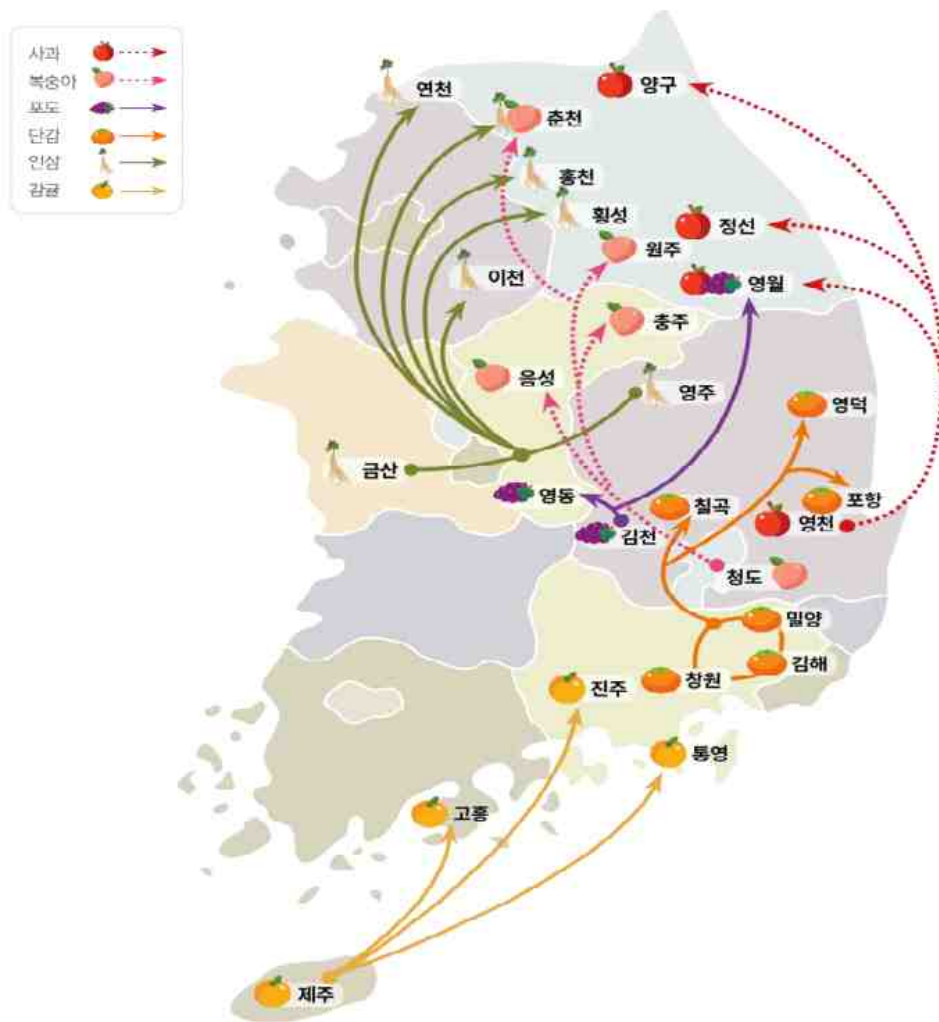 사과
복숭아
포도
단감
인삼
감귤
연천
춘천
양구
홍천
횡성
정선
원주
이천
영월
충주
음성
영주
영덕
금산
영동
칠곡
포항
김천
영천
청도
밀양
김해
창원
진주
통영
고흥
제주